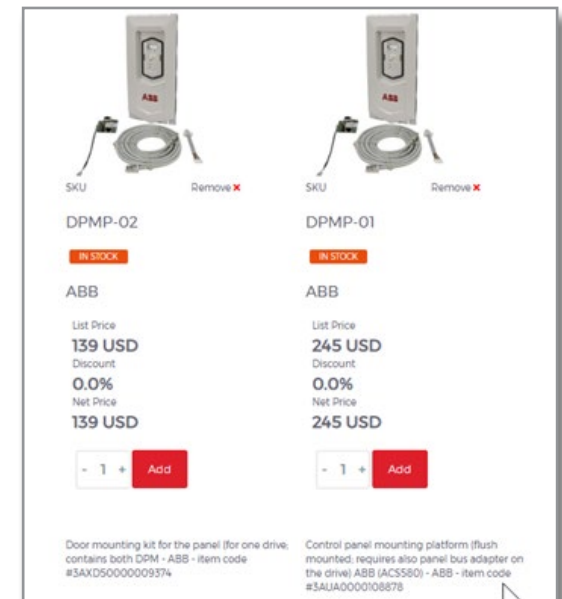 ABB
SKU Remove ×
DPMP-02
IN STOCK
ABB
List Price
139 USD
Discount
0.0%
Net Price
139 USD
- 1 + Add
Door mounting kit for the panel (for one drive;
contains both DPM - ABB - item code
#3AXD50000009374
ABB
SKU Remove ×
DPMP-01
IN STOCK
ABB
List Price
245 USD
Discount
0.0%
Net Price
245 USD
- 1 + Add
Control panel mounting platform (flush
mounted; requires also panel bus adapter on
the drive) ABB (ACS580) - ABB - item code
#3AUA0000108878